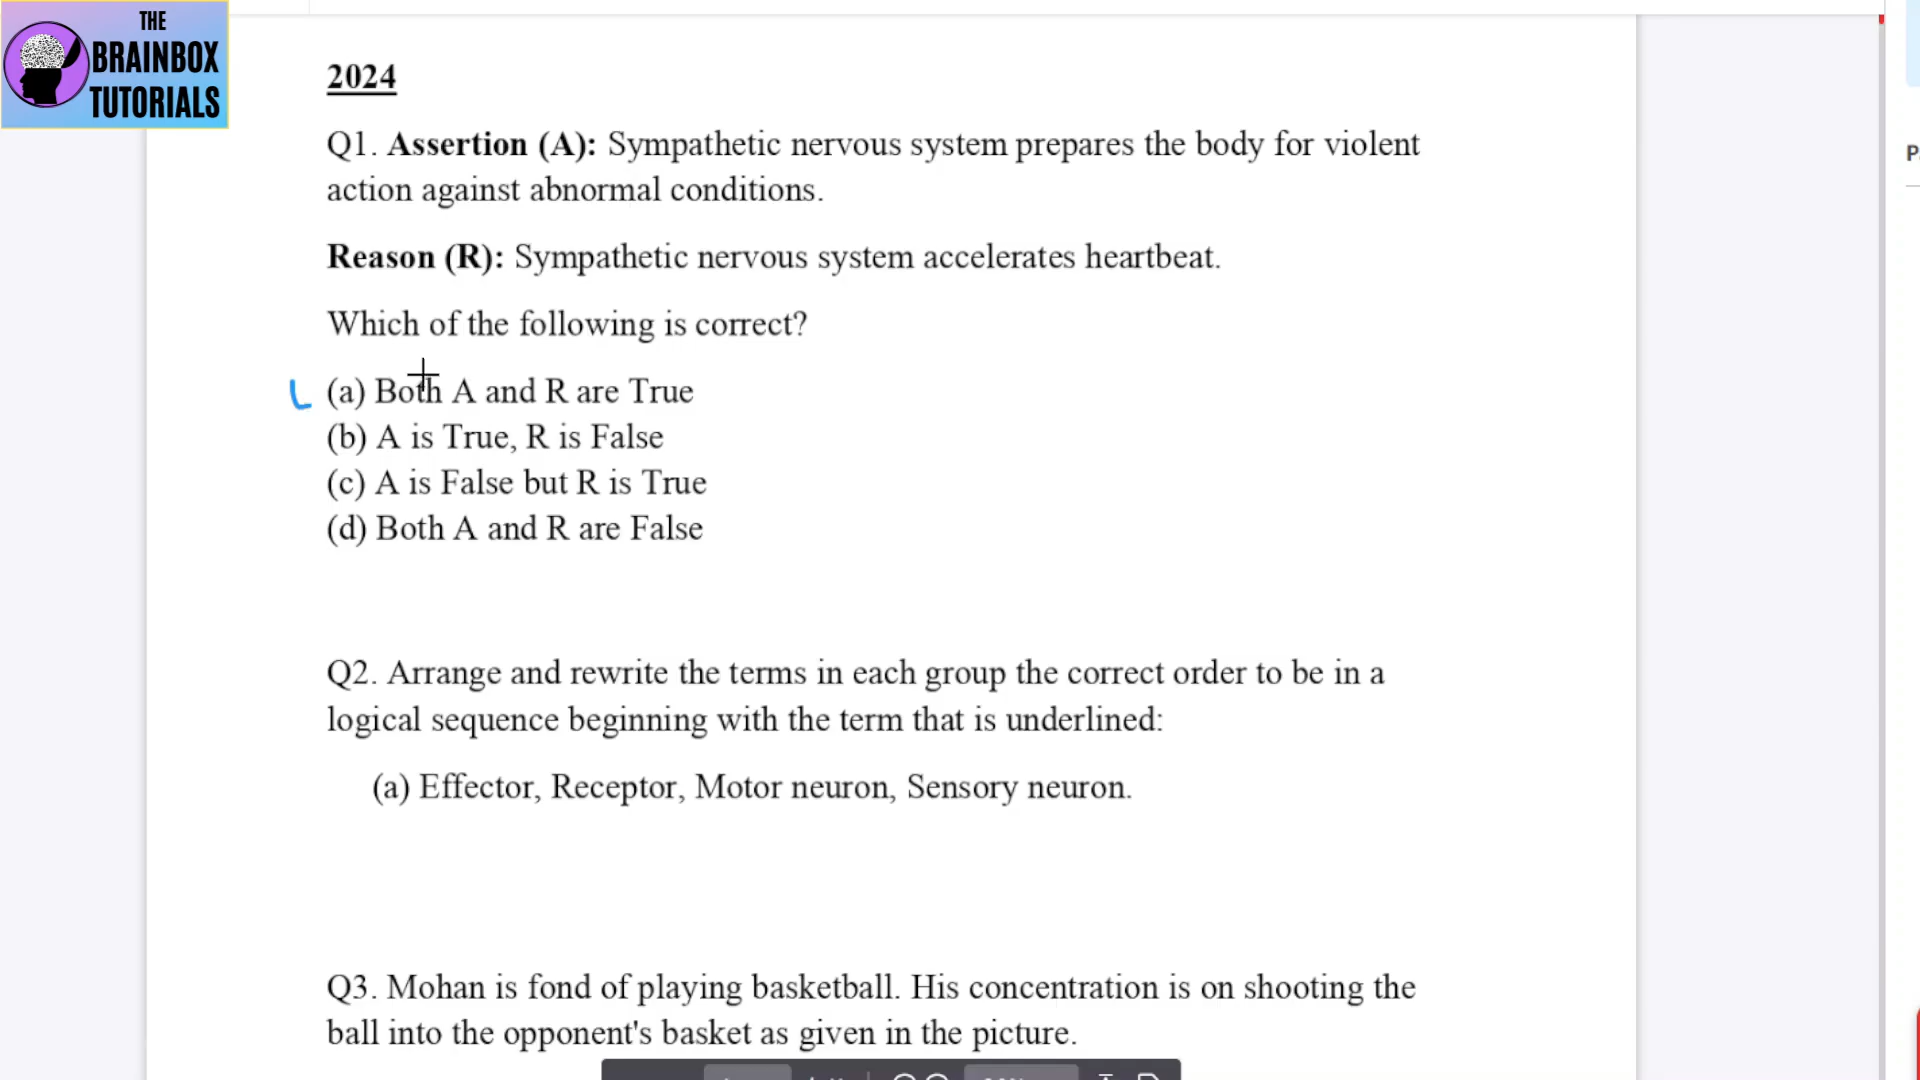 THE
BRAINBOX
TUTORIALS
2024
Q1. Assertion (A): Sympathetic nervous system prepares the body for violent
action against abnormal conditions.
Reason (R): Sympathetic nervous system accelerates heartbeat.
Which of the following is correct?
(a) Both A and R are True
(b) A is True, R is False
(c) A is False but R is True
(d) Both A and R are False
Q2. Arrange and rewrite the terms in each group the correct order to be in a
logical sequence beginning with the term that is underlined:
(a) Effector, Receptor, Motor neuron, Sensory neuron.
Q3. Mohan is fond of playing basketball. His concentration is on shooting the
ball into the opponent's basket as given in the picture.